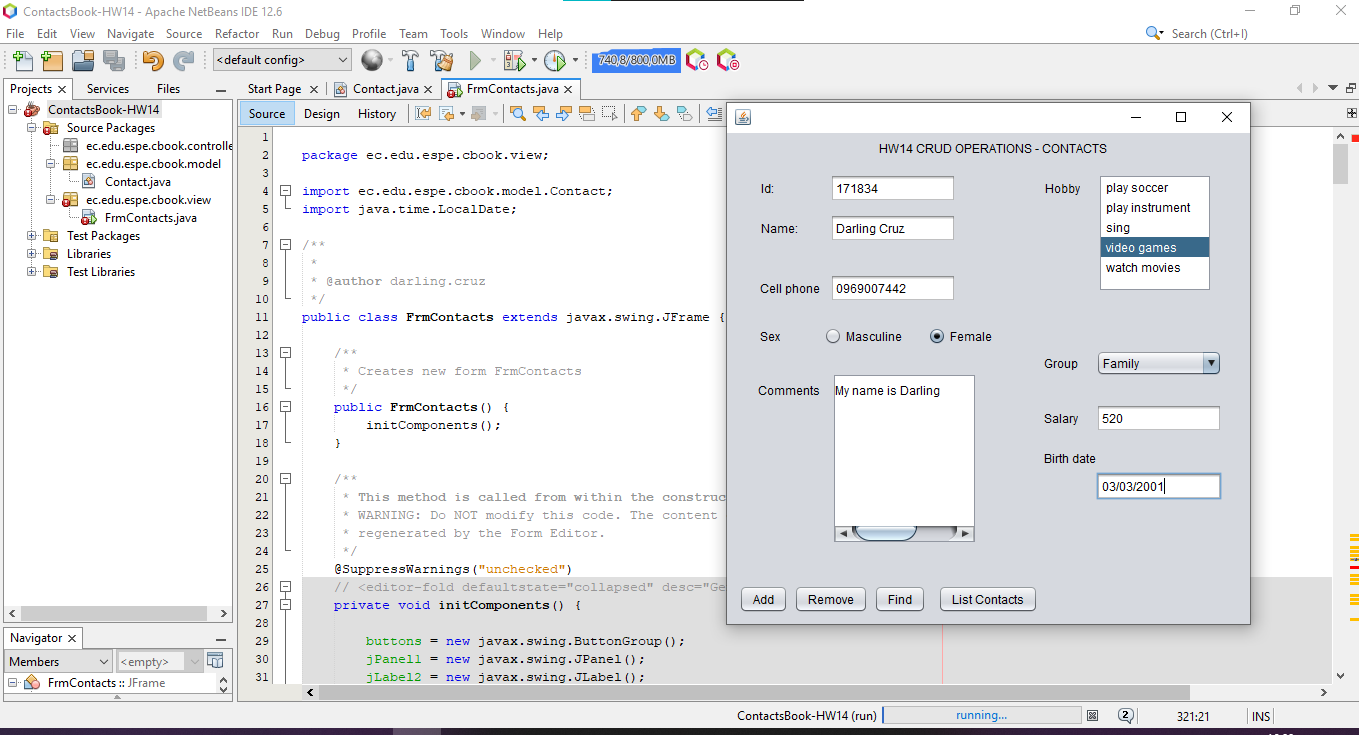 ContactsBook-HW14 - Apache NetBeans IDE 12.6
File Edit View Navigate Source Refactor Run Debug Profile Team Tools Window Help
Search (Ctrl+I)
<default config>
740,8/800,0MB
Projects Services Files
Start Page Contact.java FrmContacts.java
ContactsBook-HW14
Source Packages
ec.edu.espe.cbook.controlle
ec.edu.espe.cbook.model
Contact.java
ec.edu.espe.cbook.view
FrmContacts.java
Test Packages
Libraries
Test Libraries
Navigator
Members <empty>
FrmContacts :: JFrame
Source Design History
1
2 package ec.edu.espe.cbook.view;
3
4 import ec.edu.espe.cbook.model.Contact;
5 import java.time.LocalDate;
6
7 /**
8 *
9 * @author darling.cruz
10 */
11 public class FrmContacts extends javax.swing.JFrame {
12
13 /**
14 * Creates new form FrmContacts
15 */
16 public FrmContacts() {
17 initComponents();
18 }
19
20 /**
21 * This method is called from within the construc
22 * WARNING: Do NOT modify this code. The content
23 * regenerated by the Form Editor.
24 */
25 @SuppressWarnings("unchecked")
26 // <editor-fold defaultstate="collapsed" desc="Ge
27 private void initComponents() {
28
29 buttons = new javax.swing.ButtonGroup();
30 jPanel1 = new javax.swing.JPanel();
31 jLabel2 = new javax.swing.JLabel();
HW14 CRUD OPERATIONS - CONTACTS
Id: 171834
Name: Darling Cruz
Cell phone 0969007442
Sex Masculine Female
Comments My name is Darling
Hobby play soccer
play instrument
sing
video games
watch movies
Group Family
Salary 520
Birth date
03/03/2001
Add Remove Find List Contacts
ContactsBook-HW14 (run) running... 2 321:21 INS